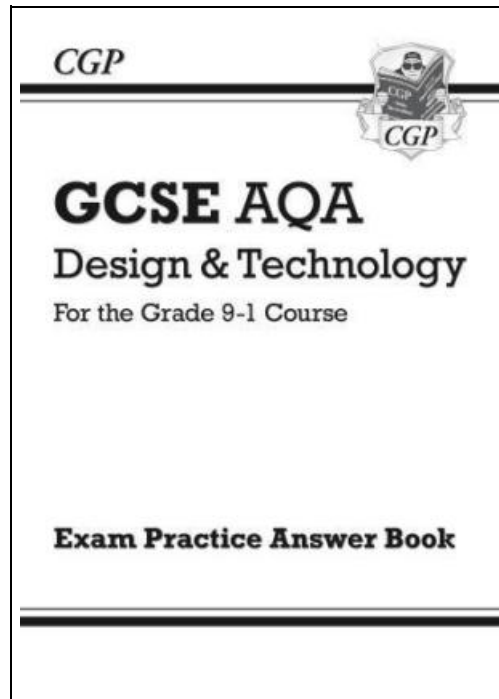 CGP
CGP
CGP
GCSE AQA
Design & Technology
For the Grade 9-1 Course
Exam Practice Answer Book